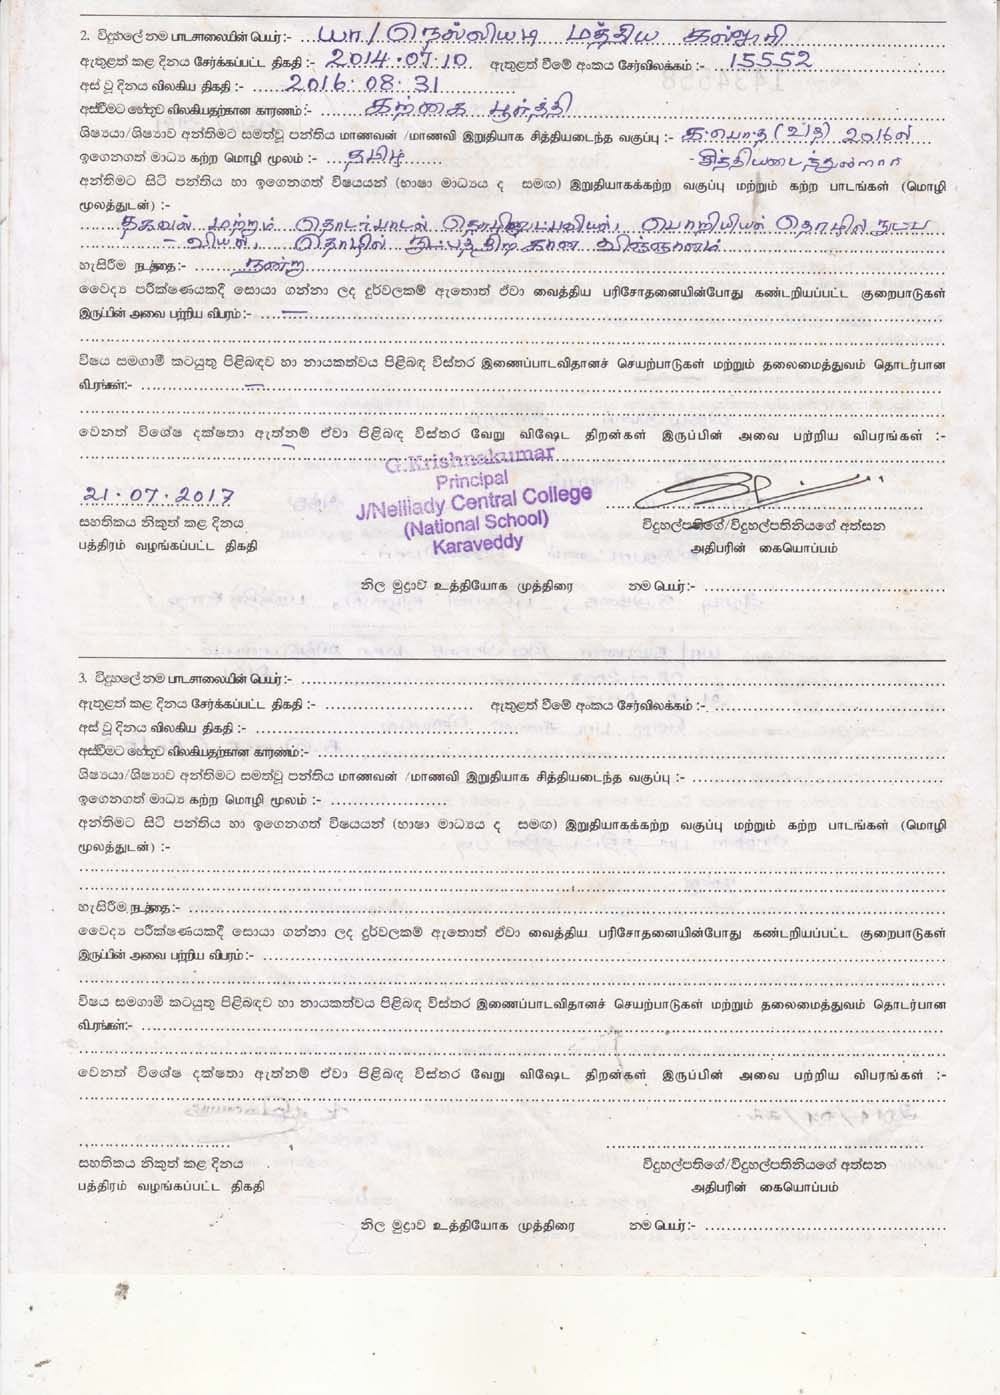 2. විදුහලේ නම பாடசாலையின் பெயர் :- யா / நெல்லியடி மத்திய கல்லூரி
ඇතුළත් කළ දිනය சேர்க்கப்பட்ட திகதி :- 2014.07.10 ඇතුළත් වීමේ අංකය சேர்விலக்கம் :- 15552
අස් වූ දිනය விலகிய திகதி :- 2016.08.31
අස්වීමට හේතුව விலகியதற்கான காரணம் :- கற்கை பூர்த்தி
ශිෂ්‍යයා/ශිෂ්‍යාව අන්තිමට සමත්වූ පන්තිය மாணவன் /மாணவி இறுதியாக சித்தியடைந்த வகுப்பு :- க.பொ.த (உ/த) 2016ல்
ඉගෙනගත් මාධ්‍ය கற்ற மொழி மூலம் :- தமிழ் - சித்தியடைந்துள்ளார்
අන්තිමට සිටි පන්තිය හා ඉගෙනගත් විෂයයන් (භාෂා මාධ්‍යය ද සමඟ) இறுதியாகக்கற்ற வகுப்பு மற்றும் கற்ற பாடங்கள் (மொழி
மூலத்துடன்) :-
தகவல் மற்றும் தொடர்பாடல் தொழினுட்பவியல், பொறியியல் தொழில் நுட்ப
- வியல், தொழில் நுட்பத்திற்கான விஞ்ஞானம்
හැසිරීම நடத்தை :- நன்று
වෛද්‍ය පරීක්ෂණයකදී සොයා ගන්නා ලද දුර්වලකම් ඇතොත් ඒවා வைத்திய பரிசோதனையின்போது கண்டறியப்பட்ட குறைபாடுகள்
இருப்பின் அவை பற்றிய விபரம் :- —
විෂය සමගාමී කටයුතු පිළිබඳව හා නායකත්වය පිළිබඳ විස්තර இணைப்பாடவிதானச் செயற்பாடுகள் மற்றும் தலைமைத்துவம் தொடர்பான
விபரங்கள்:- —
වෙනත් විශේෂ දක්ෂතා ඇත්නම් ඒවා පිළිබඳ විස්තර வேறு விஷேட திறன்கள் இருப்பின் அவை பற்றிய விபரங்கள் :-
G.Krishnakumar
Principal
J/Nelliady Central College
(National School)
Karaveddy
21.07.2017
සහතිකය නිකුත් කළ දිනය විදුහල්පතිගේ/විදුහල්පතිනියගේ අත්සන
பத்திரம் வழங்கப்பட்ட திகதி அதிபரின் கையொப்பம்
නිල මුද්‍රාව உத்தியோக முத்திரை නම பெயர் :-
3. විදුහලේ නම பாடசாலையின் பெயர் :-
ඇතුළත් කළ දිනය சேர்க்கப்பட்ட திகதி :- ඇතුළත් වීමේ අංකය சேர்விலக்கம் :-
අස් වූ දිනය விலகிய திகதி :-
අස්වීමට හේතුව விலகியதற்கான காரணம்:-
ශිෂ්‍යයා/ශිෂ්‍යාව අන්තිමට සමත්වූ පන්තිය மாணவன் /மாணவி இறுதியாக சித்தியடைந்த வகுப்பு :-
ඉගෙනගත් මාධ්‍ය கற்ற மொழி மூலம் :-
අන්තිමට සිටි පන්තිය හා ඉගෙනගත් විෂයයන් (භාෂා මාධ්‍යය ද සමඟ) இறுதியாகக்கற்ற வகுப்பு மற்றும் கற்ற பாடங்கள் (மொழி
மூலத்துடன்) :-
හැසිරීම நடத்தை :-
වෛද්‍ය පරීක්ෂණයකදී සොයා ගන්නා ලද දුර්වලකම් ඇතොත් ඒවා வைத்திய பரிசோதனையின்போது கண்டறியப்பட்ட குறைபாடுகள்
இருப்பின் அவை பற்றிய விபரம் :-
විෂය සමගාමී කටයුතු පිළිබඳව හා නායකත්වය පිළිබඳ විස්තර இணைப்பாடவிதானச் செயற்பாடுகள் மற்றும் தலைமைத்துவம் தொடர்பான
விபரங்கள்:-
වෙනත් විශේෂ දක්ෂතා ඇත්නම් ඒවා පිළිබඳ විස්තර வேறு விஷேட திறன்கள் இருப்பின் அவை பற்றிய விபரங்கள் :-
සහතිකය නිකුත් කළ දිනය විදුහල්පතිගේ/විදුහල්පතිනියගේ අත්සන
பத்திரம் வழங்கப்பட்ட திகதி அதிபரின் கையொப்பம்
නිල මුද්‍රාව உத்தியோக முத்திரை නම பெயர்:-